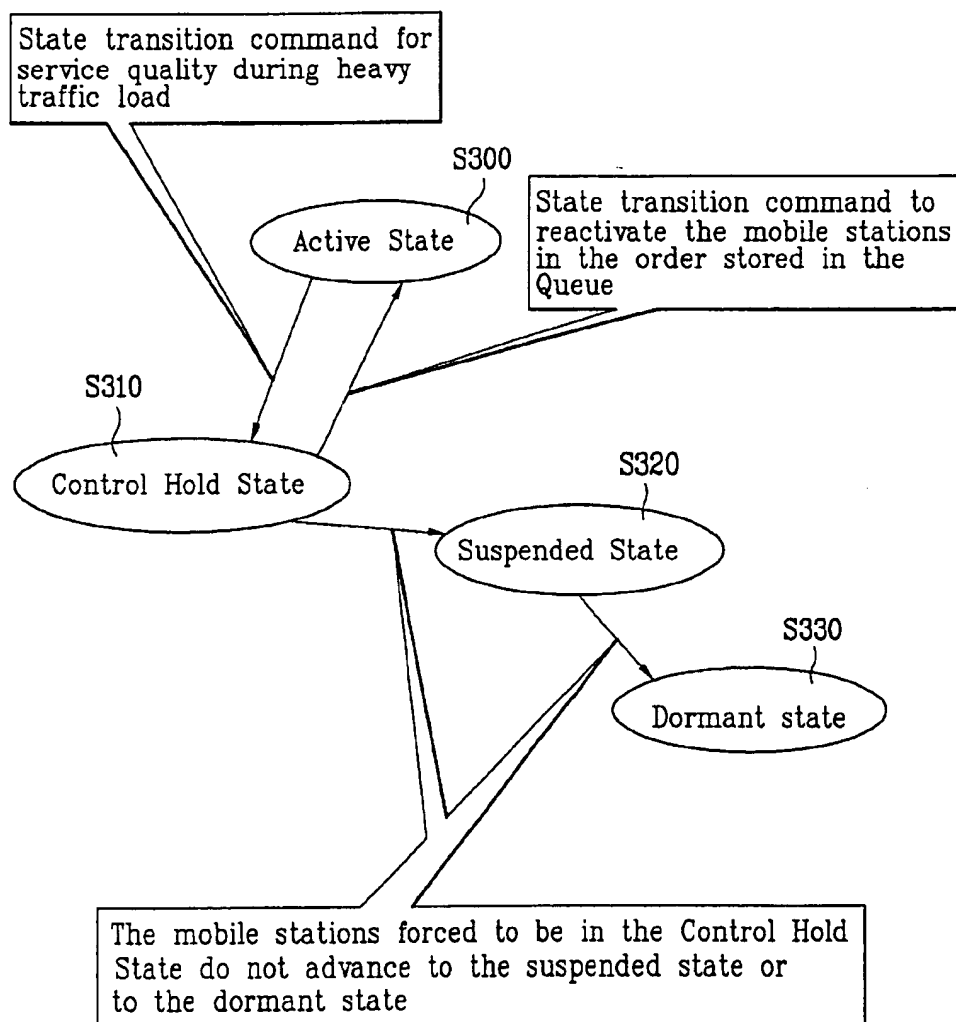 State transition command for
service quality during heavy
traffic load
S300
Active State
State transition command to
reactivate the mobile stations
in the order stored in the
Queue
S310
Control Hold State
S320
Suspended State
S330
Dormant state
The mobile stations forced to be in the Control Hold
State do not advance to the suspended state or
to the dormant state